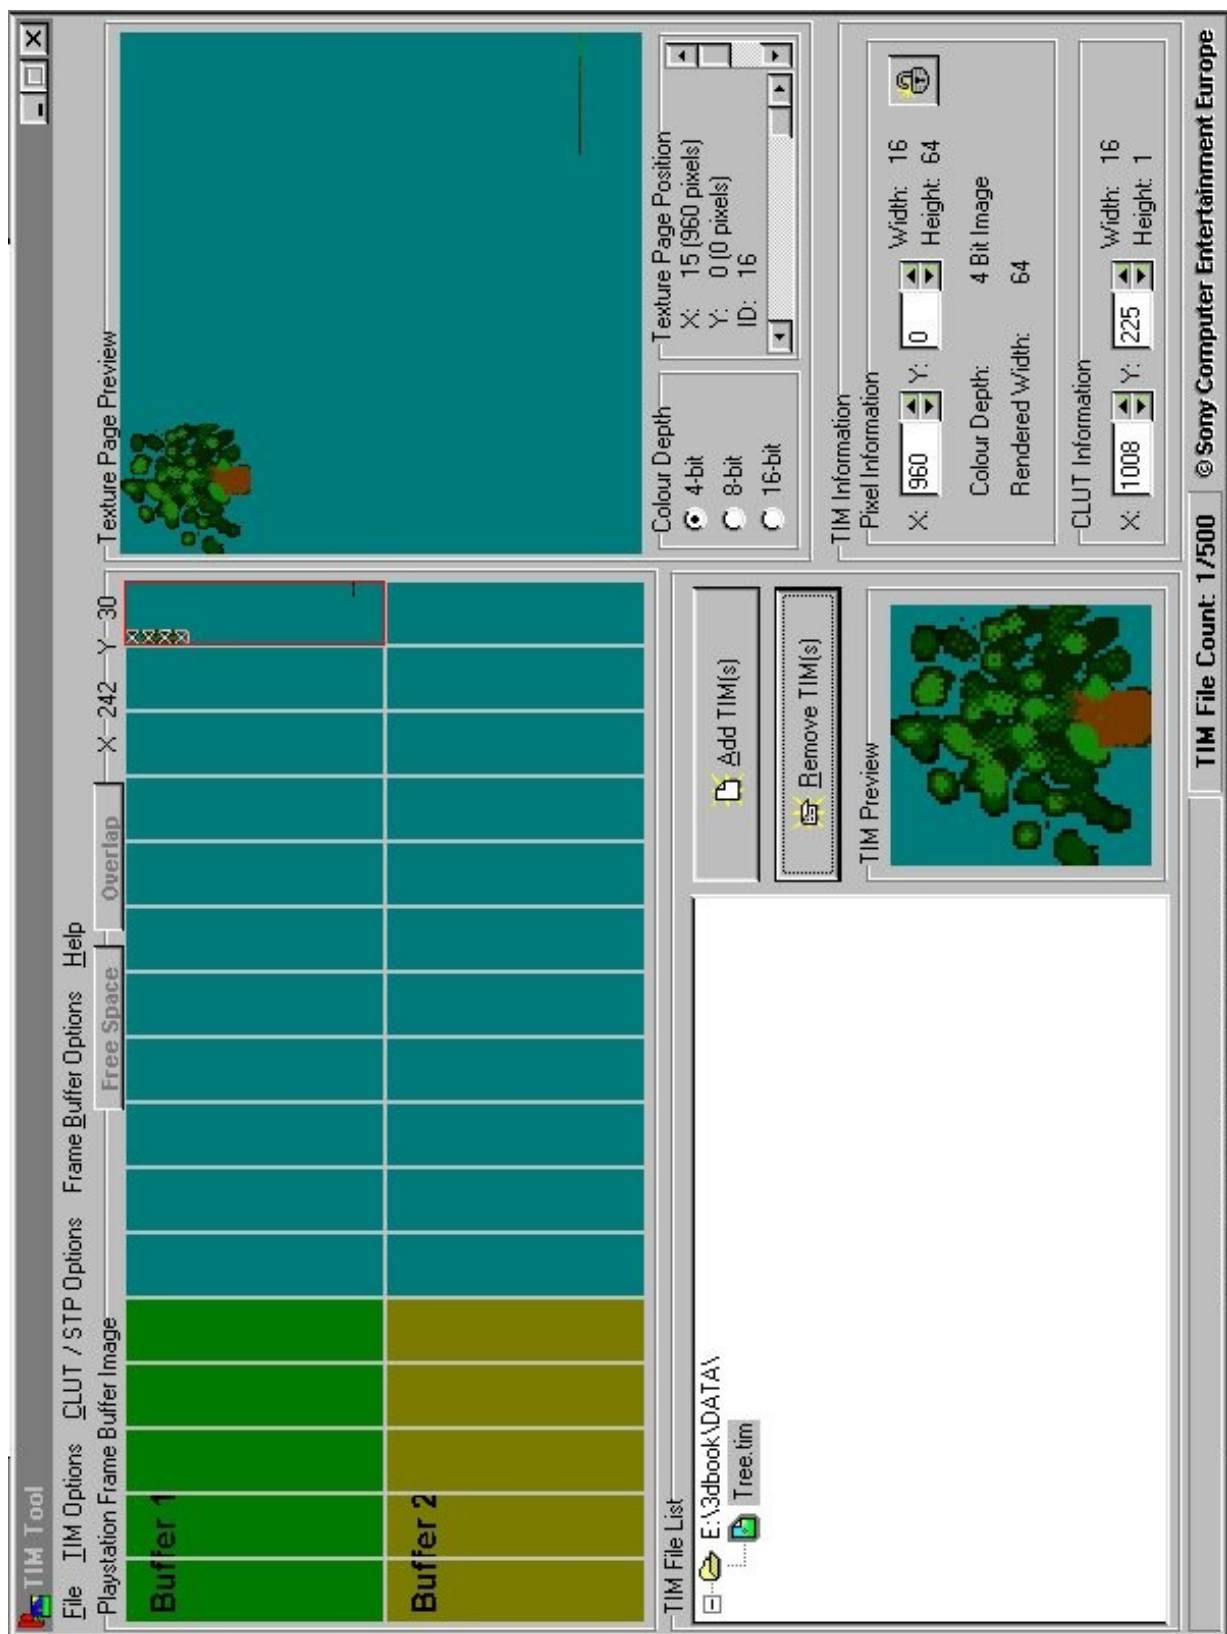 TIM Tool
File TIM Options CLUT / STP Options Frame Buffer Options Help
Playstation Frame Buffer Image
Free Space
Overlap
X 242 Y 30
Buffer 1
Buffer 2
Texture Page Preview
Colour Depth
4-bit
8-bit
16-bit
Texture Page Position
X: 15 (960 pixels)
Y: 0 (0 pixels)
ID: 16
TIM File List
E:\3dbook\DATA\
Tree.tim
Add TIM(s)
Remove TIM(s)
TIM Preview
TIM Information
Pixel Information
X: 960 Y: 0 Width: 16
Height: 64
Colour Depth: 4 Bit Image
Rendered Width: 64
CLUT Information
X: 1008 Y: 225 Width: 16
Height: 1
TIM File Count: 1/500 © Sony Computer Entertainment Europe